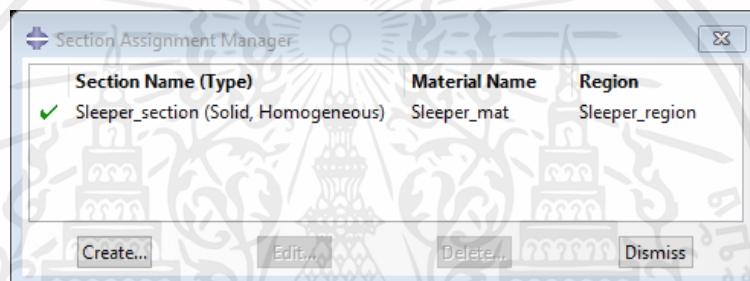 Section Assignment Manager
Section Name (Type) Material Name Region
Sleeper_section (Solid, Homogeneous) Sleeper_mat Sleeper_region
Create... Edit... Delete... Dismiss